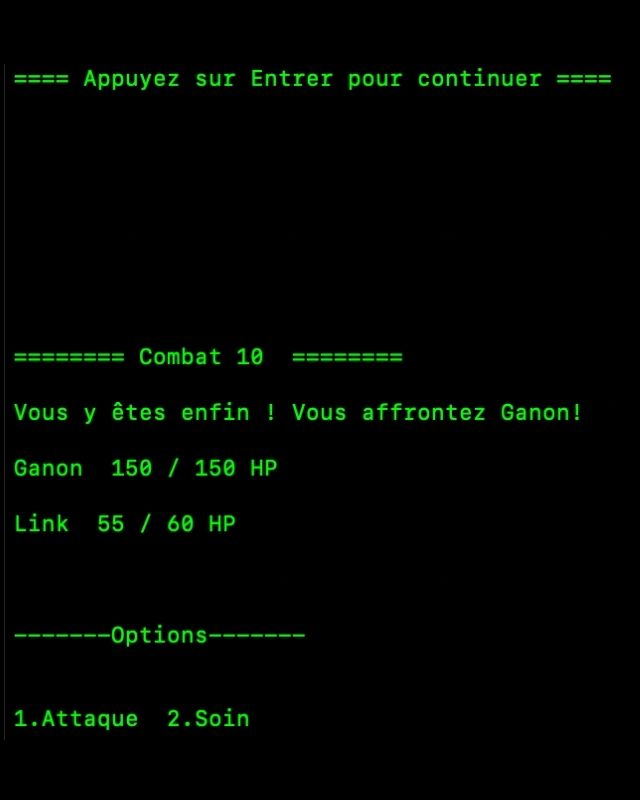 ==== Appuyez sur Entrer pour continuer ====
======== Combat 10  ========
Vous y êtes enfin ! Vous affrontez Ganon!
Ganon  150 / 150 HP
Link  55 / 60 HP
-------Options-------
1.Attaque  2.Soin